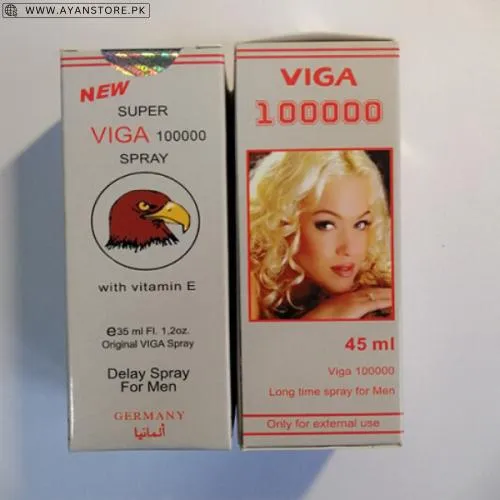 WWW.AYANSTORE.PK
NEW
SUPER
VIGA 100000
SPRAY
with vitamin E
e35 ml Fl. 1,2oz.
Original VIGA Spray
Delay Spray
For Men
GERMANY
ألمانيا
VIGA
100000
45 ml
Viga 100000
Long time spray for Men
Only for external use